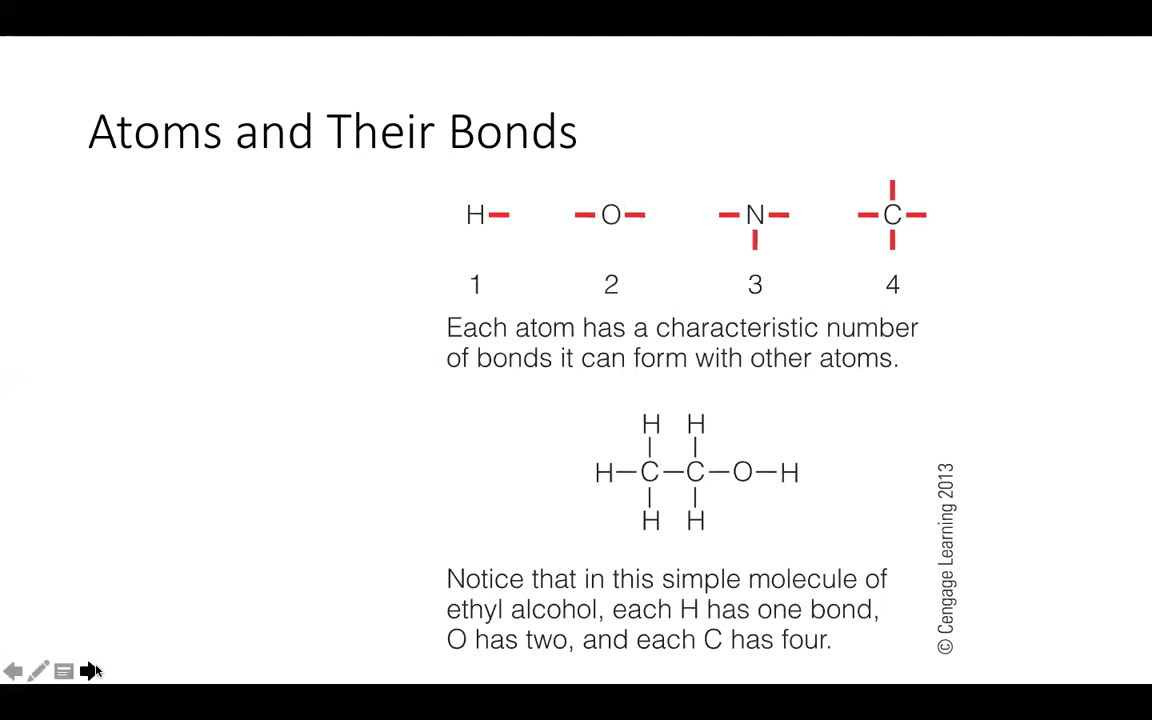 Atoms and Their Bonds
H O N C
1 2 3 4
Each atom has a characteristic number
of bonds it can form with other atoms.
H H
H—C—C—O—H
H H
Notice that in this simple molecule of
ethyl alcohol, each H has one bond,
O has two, and each C has four.
© Cengage Learning 2013